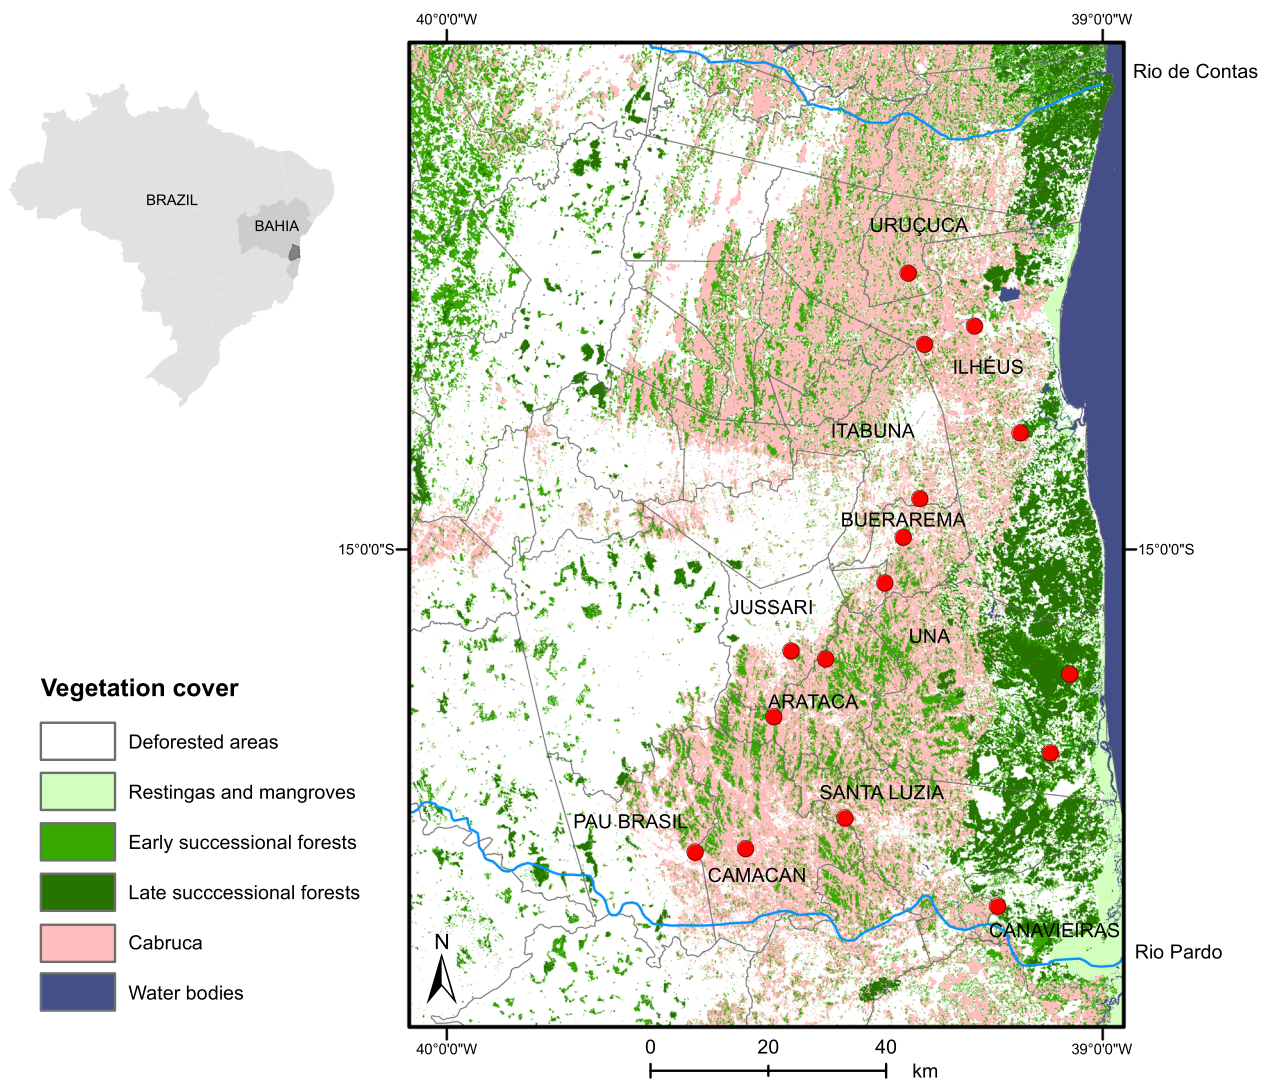 40°0'0"W
39°0'0"W
Rio de Contas
BRAZIL
BAHIA
URUÇUCA
ILHÉUS
ITABUNA
BUERAREMA
15°0'0"S
15°0'0"S
JUSSARI
UNA
ARATACA
SANTA LUZIA
PAU BRASIL
CAMACAN
CANAVIEIRAS
Rio Pardo
Vegetation cover
Deforested areas
Restingas and mangroves
Early successional forests
Late succcessional forests
Cabruca
Water bodies
N
40°0'0"W
39°0'0"W
0 20 40
km